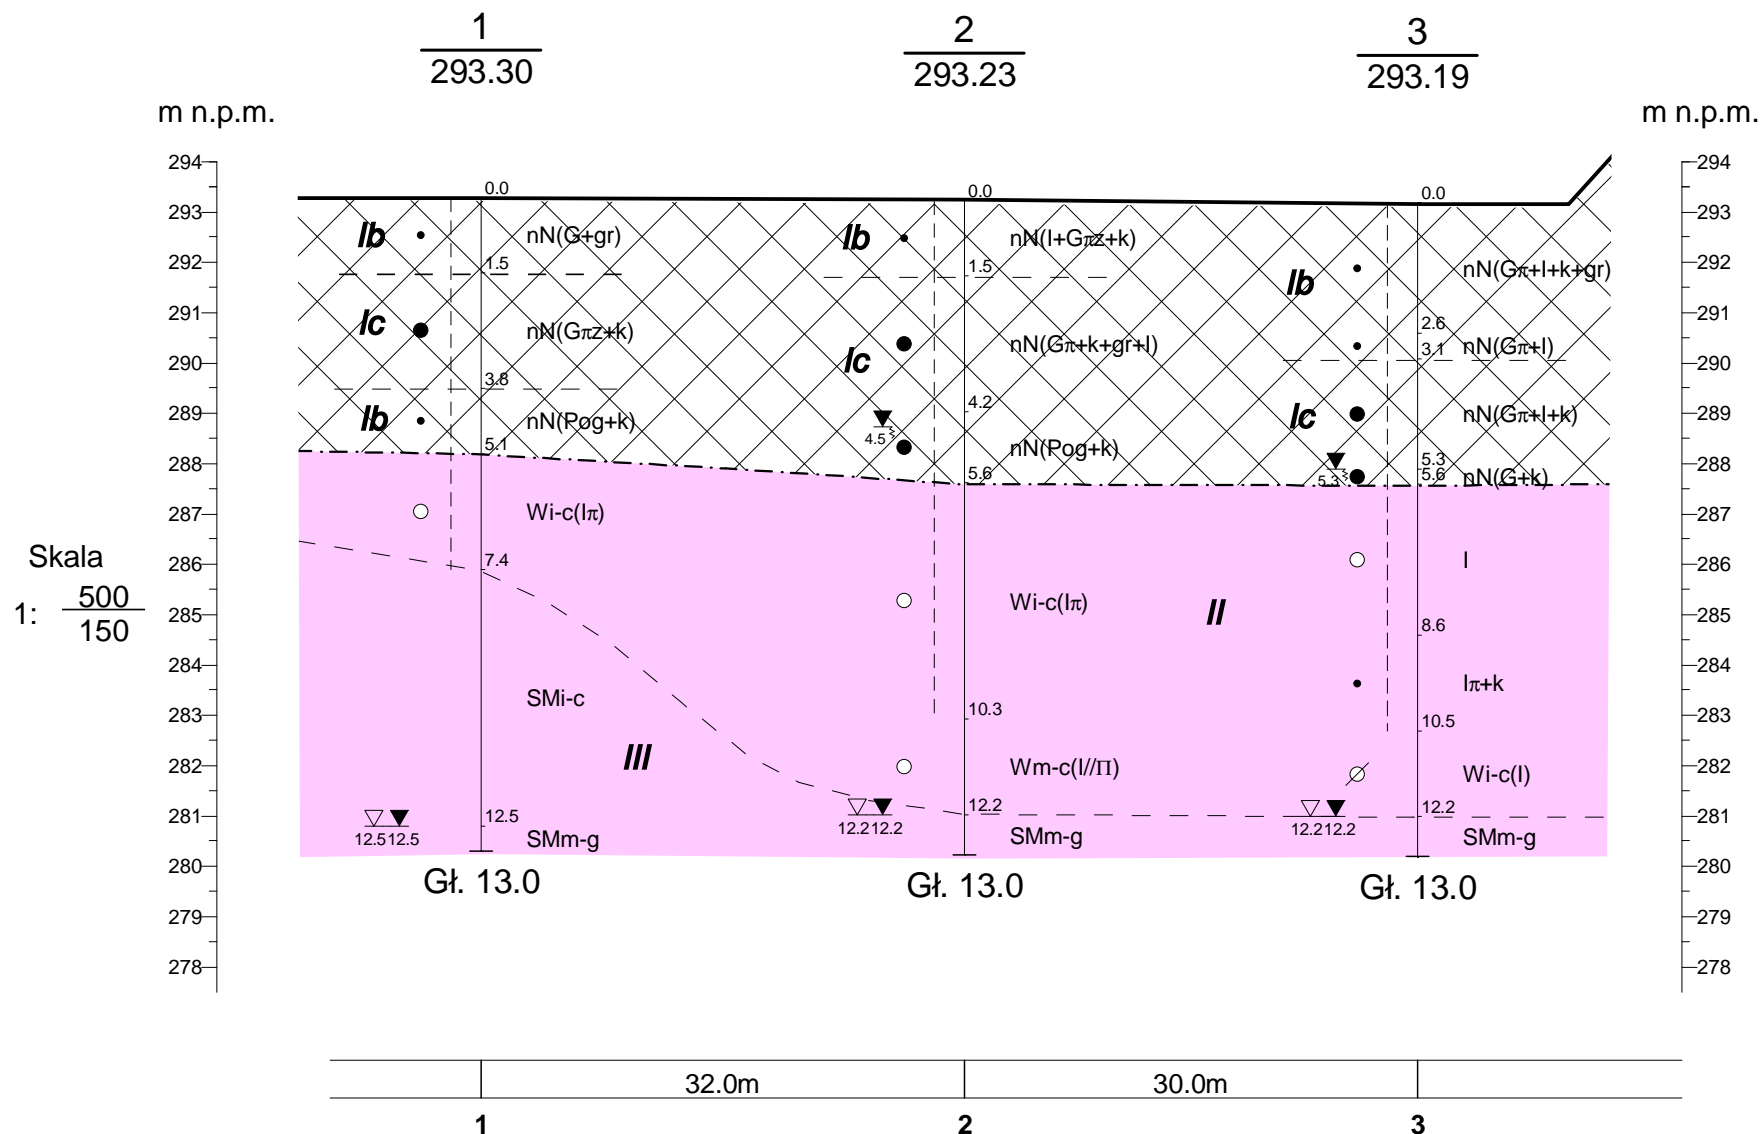 1 2 3
293.30 293.23 293.19
m n.p.m. m n.p.m.
294 294
0.0 0.0 0.0
293 293
Ib nN(G+gr) Ib nN(I+Gπz+k)
292 1.5 1.5 Ib nN(Gπ+I+k+gr) 292
291 291
Ic nN(Gπz+k) Ic nN(Gπ+k+gr+I) 2.6 nN(Gπ+I)
290 3.1 290
3.8 4.2
289 Ic nN(Gπ+I+k) 289
Ib nN(Pog+k) 4.5 nN(Pog+k)
288 5.1 5.6 5.3 5.3 5.6 nN(G+k) 288
287 Wi-c(Iπ) 287
Skala 7.4 I
286 286
1: 500
150
285 Wi-c(Iπ) II 8.6 285
284 Iπ+k 284
SMi-c
283 10.3 10.5 283
III
282 Wm-c(I//Π) Wi-c(I) 282
281 12.5 12.5 12.5 12.2 12.2 12.2 12.2 12.2 12.2 281
SMm-g SMm-g SMm-g
280 280
Gł. 13.0 Gł. 13.0 Gł. 13.0
279 279
278 278
32.0m 30.0m
1 2 3